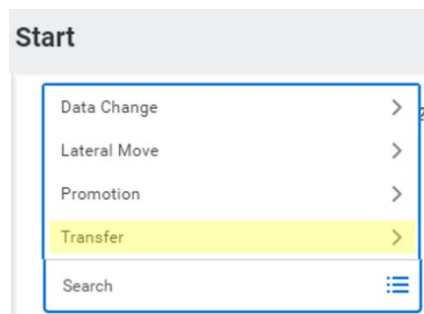 Start
Data Change
Lateral Move
Promotion
Transfer
Search